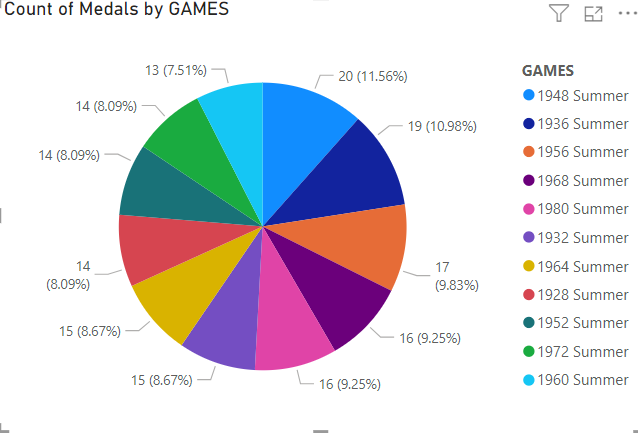 Count of Medals by GAMES
13 (7.51%)
20 (11.56%)
14 (8.09%)
19 (10.98%)
14 (8.09%)
14
(8.09%)
17
(9.83%)
15 (8.67%)
16 (9.25%)
15 (8.67%)
16 (9.25%)
GAMES
1948 Summer
1936 Summer
1956 Summer
1968 Summer
1980 Summer
1932 Summer
1964 Summer
1928 Summer
1952 Summer
1972 Summer
1960 Summer